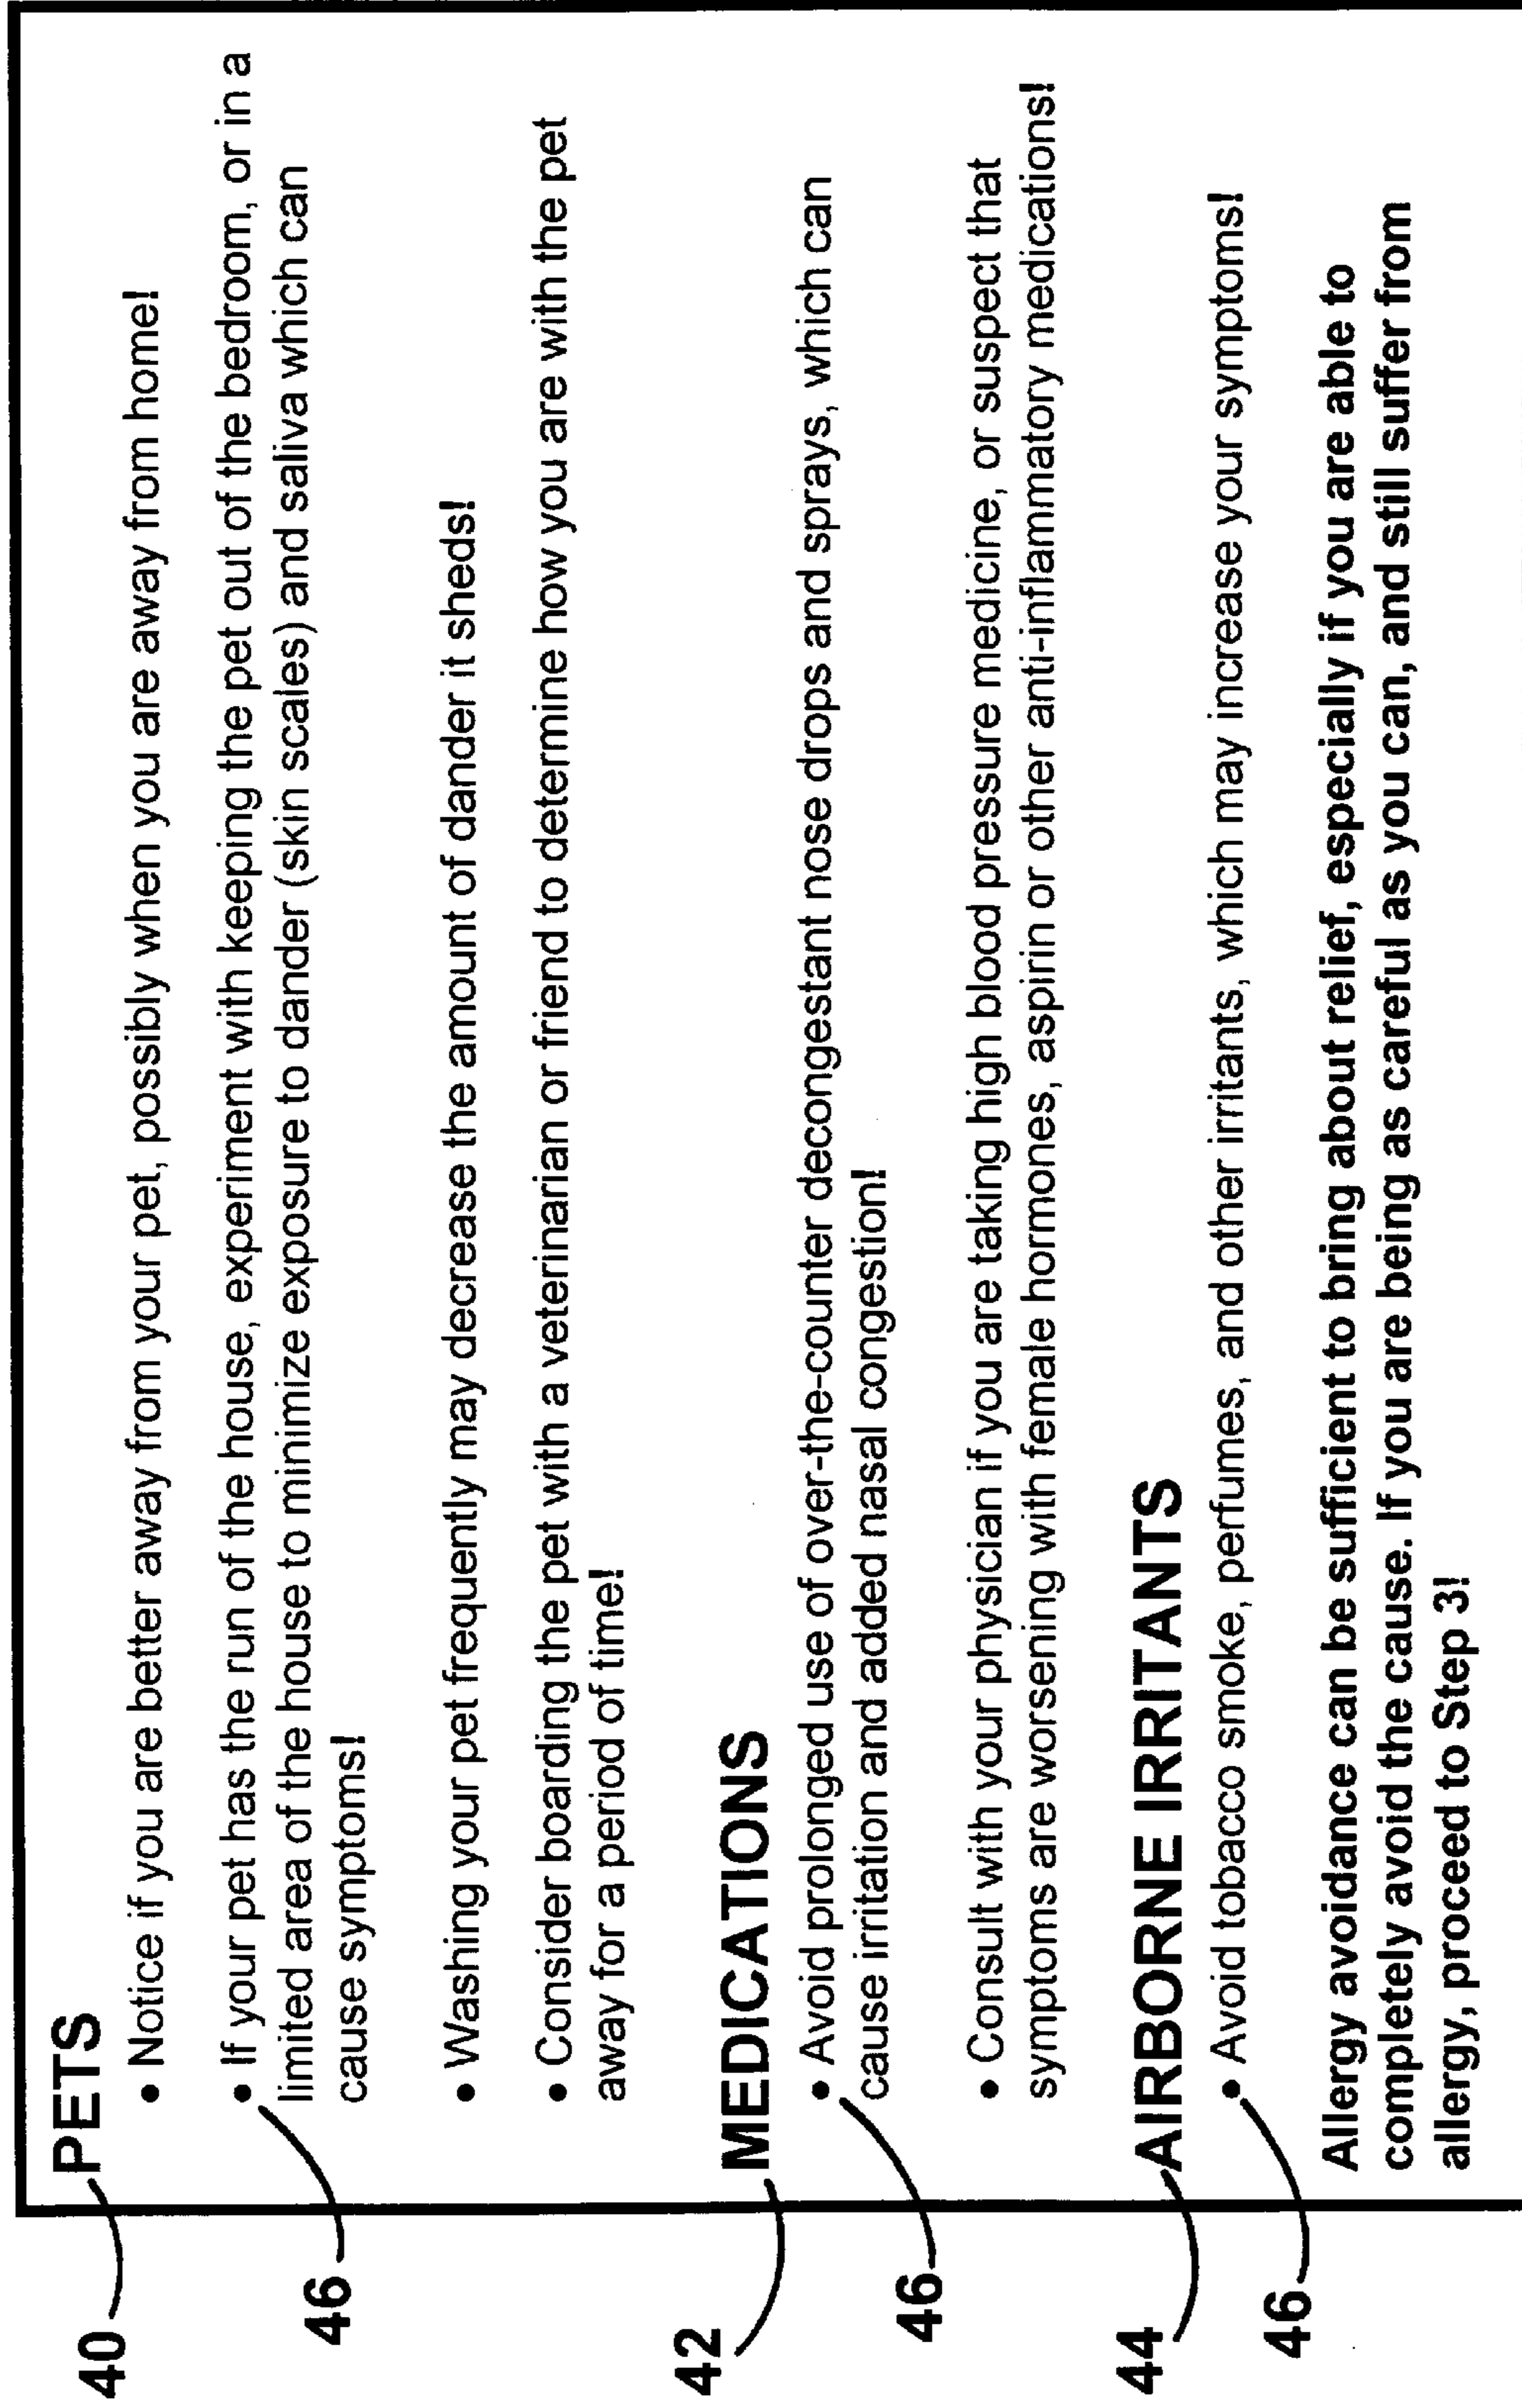 40 PETS
• Notice if you are better away from your pet, possibly when you are away from home!
46 • If your pet has the run of the house, experiment with keeping the pet out of the bedroom, or in a
limited area of the house to minimize exposure to dander (skin scales) and saliva which can
cause symptoms!
• Washing your pet frequently may decrease the amount of dander it sheds!
• Consider boarding the pet with a veterinarian or friend to determine how you are with the pet
away for a period of time!
42 MEDICATIONS
46 • Avoid prolonged use of over-the-counter decongestant nose drops and sprays, which can
cause irritation and added nasal congestion!
• Consult with your physician if you are taking high blood pressure medicine, or suspect that
symptoms are worsening with female hormones, aspirin or other anti-inflammatory medications!
44 AIRBORNE IRRITANTS
46 • Avoid tobacco smoke, perfumes, and other irritants, which may increase your symptoms!
Allergy avoidance can be sufficient to bring about relief, especially if you are able to
completely avoid the cause. If you are being as careful as you can, and still suffer from
allergy, proceed to Step 3!